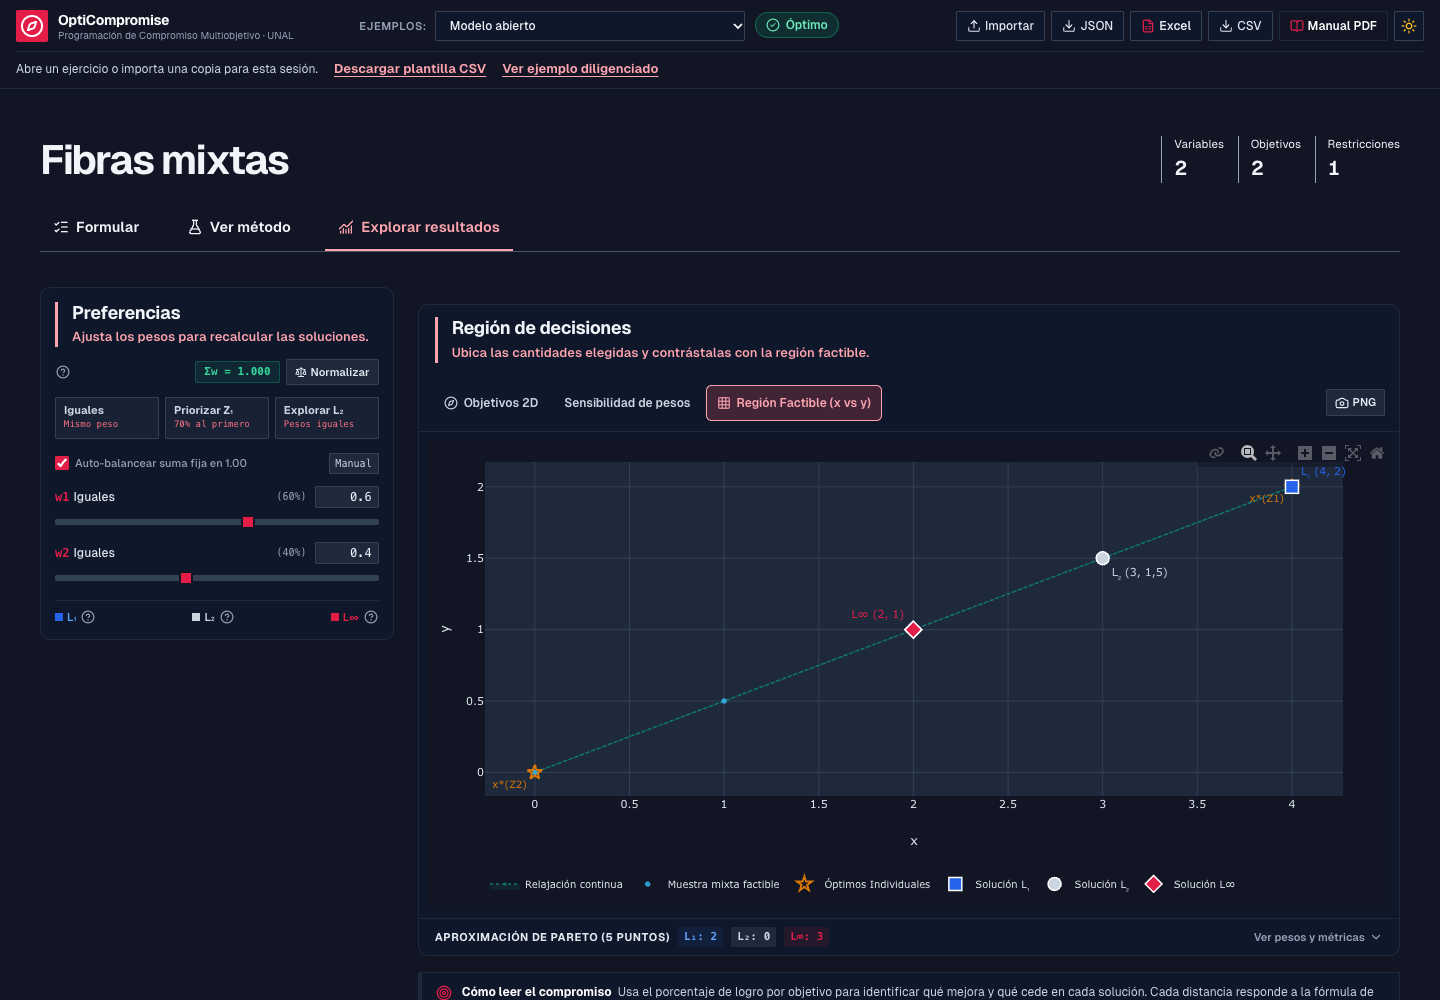 OptiCompromise
Programación de Compromiso Multiobjetivo · UNAL
EJEMPLOS:
Modelo abierto
Óptimo
Importar
JSON
Excel
CSV
Manual PDF
Abre un ejercicio o importa una copia para esta sesión.
Descargar plantilla CSV
Ver ejemplo diligenciado
Fibras mixtas
Variables
2
Objetivos
2
Restricciones
1
Formular
Ver método
Explorar resultados
Preferencias
Ajusta los pesos para recalcular las soluciones.
Σw = 1.000
Normalizar
Iguales
Mismo peso
Priorizar Z₁
70% al primero
Explorar L₂
Pesos iguales
Auto-balancear suma fija en 1.00
Manual
w1 Iguales
(60%)
0.6
w2 Iguales
(40%)
0.4
L₁
L₂
L∞
Región de decisiones
Ubica las cantidades elegidas y contrástalas con la región factible.
Objetivos 2D
Sensibilidad de pesos
Región Factible (x vs y)
PNG
L₁ (4, 2)
x*(Z1)
L₂ (3, 1,5)
L∞ (2, 1)
x*(Z2)
2
1.5
1
0.5
0
y
0
0.5
1
1.5
2
2.5
3
3.5
4
x
Relajación continua
Muestra mixta factible
Óptimos Individuales
Solución L₁
Solución L₂
Solución L∞
APROXIMACIÓN DE PARETO (5 PUNTOS)
L₁: 2
L₂: 0
L∞: 3
Ver pesos y métricas
Cómo leer el compromiso Usa el porcentaje de logro por objetivo para identificar qué mejora y qué cede en cada solución. Cada distancia responde a la fórmula de